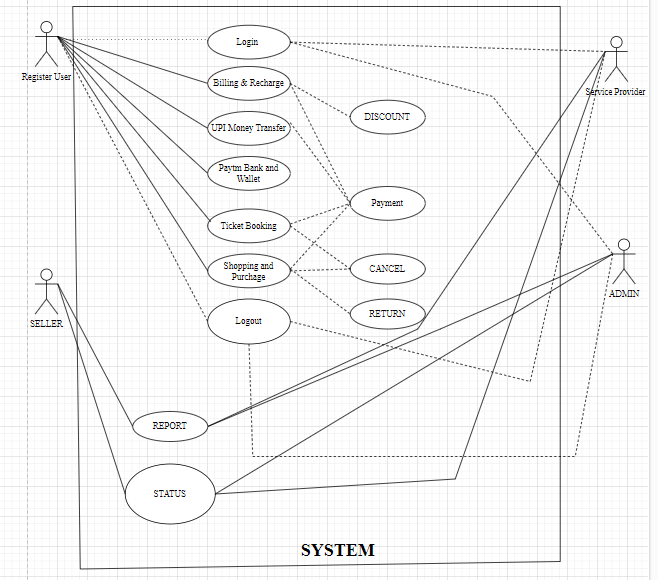 Login
Register User
Billing & Recharge
Service Provider
DISCOUNT
UPI Money Transfer
Paytm Bank and
Wallet
Payment
Ticket Booking
Shopping and
Purchage
CANCEL
ADMIN
SELLER
Logout
RETURN
REPORT
STATUS
SYSTEM